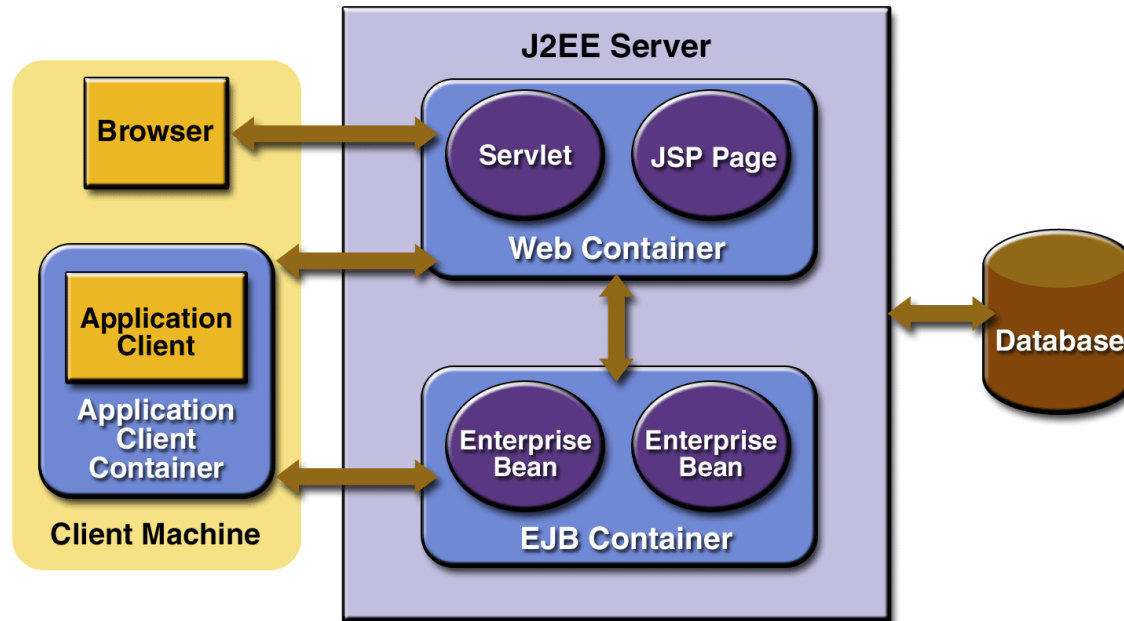 J2EE Server
Browser
Servlet
JSP Page
Web Container
Application
Client
Application
Client
Container
Client Machine
Enterprise
Bean
Enterprise
Bean
EJB Container
Database